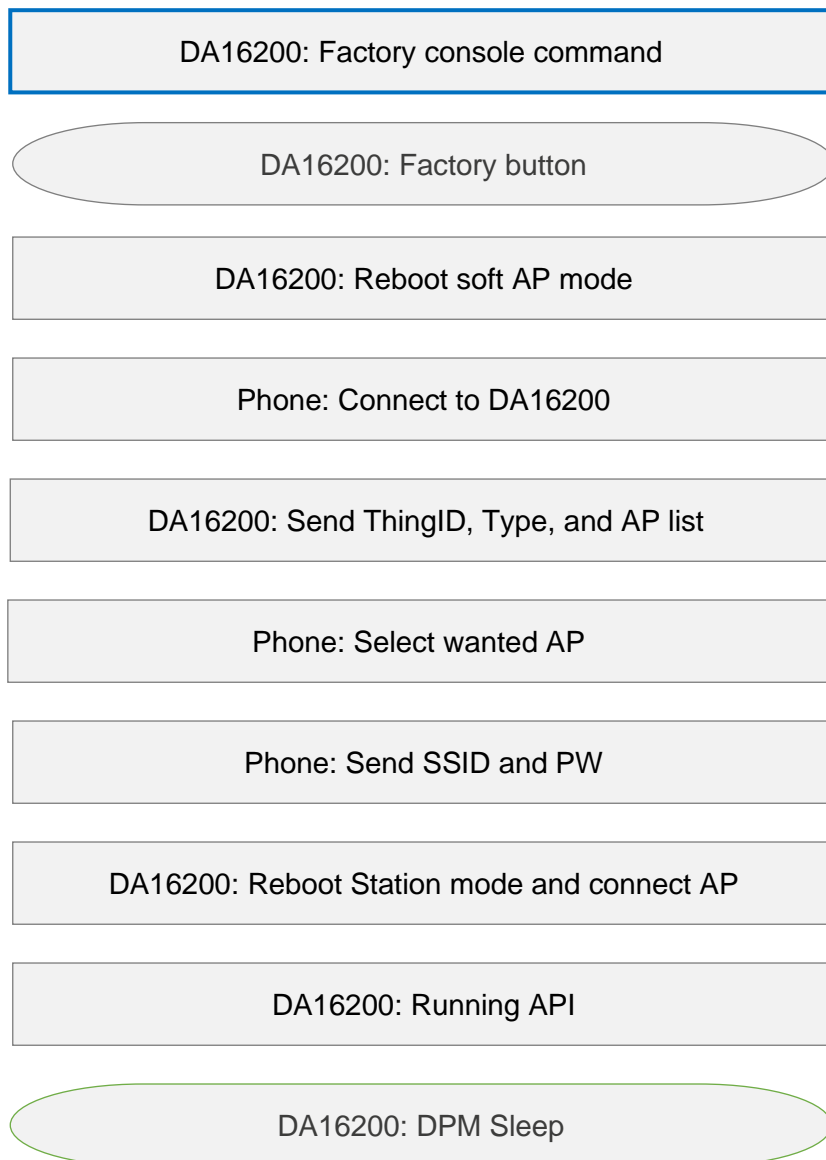 DA16200: Factory console command
DA16200: Factory button
DA16200: Reboot soft AP mode
Phone: Connect to DA16200
DA16200: Send ThingID, Type, and AP list
Phone: Select wanted AP
Phone: Send SSID and PW
DA16200: Reboot Station mode and connect AP
DA16200: Running API
DA16200: DPM Sleep